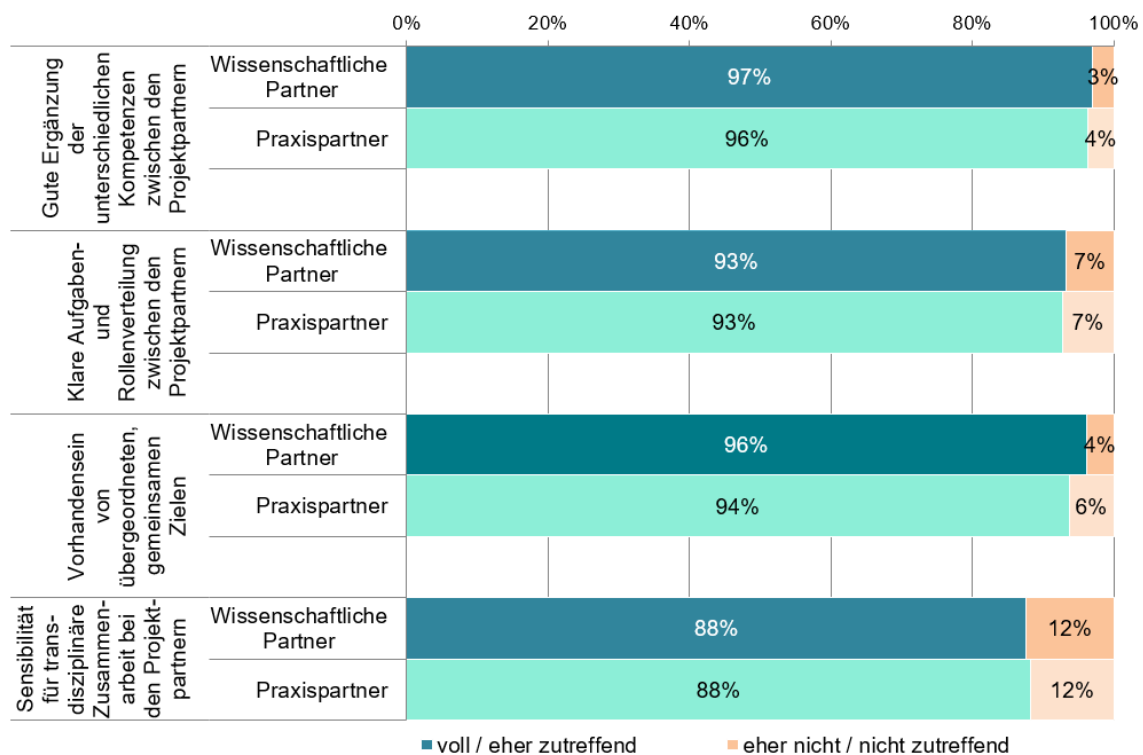 0% 20% 40% 60% 80% 100%
Gute Ergänzung
der
unterschiedlichen
Kompetenzen
zwischen den
Projektpartnern
Wissenschaftliche
Partner
97% 3%
Praxispartner
96% 4%
Klare Aufgaben-
und
Rollenverteilung
zwischen den
Projektpartnern
Wissenschaftliche
Partner
93% 7%
Praxispartner
93% 7%
Vorhandensein
von
übergeordneten,
gemeinsamen
Zielen
Wissenschaftliche
Partner
96% 4%
Praxispartner
94% 6%
Sensibilität
für trans-
disziplinäre
Zusammen-
arbeit bei
den Projekt-
partnern
Wissenschaftliche
Partner
88% 12%
Praxispartner
88% 12%
voll / eher zutreffend eher nicht / nicht zutreffend